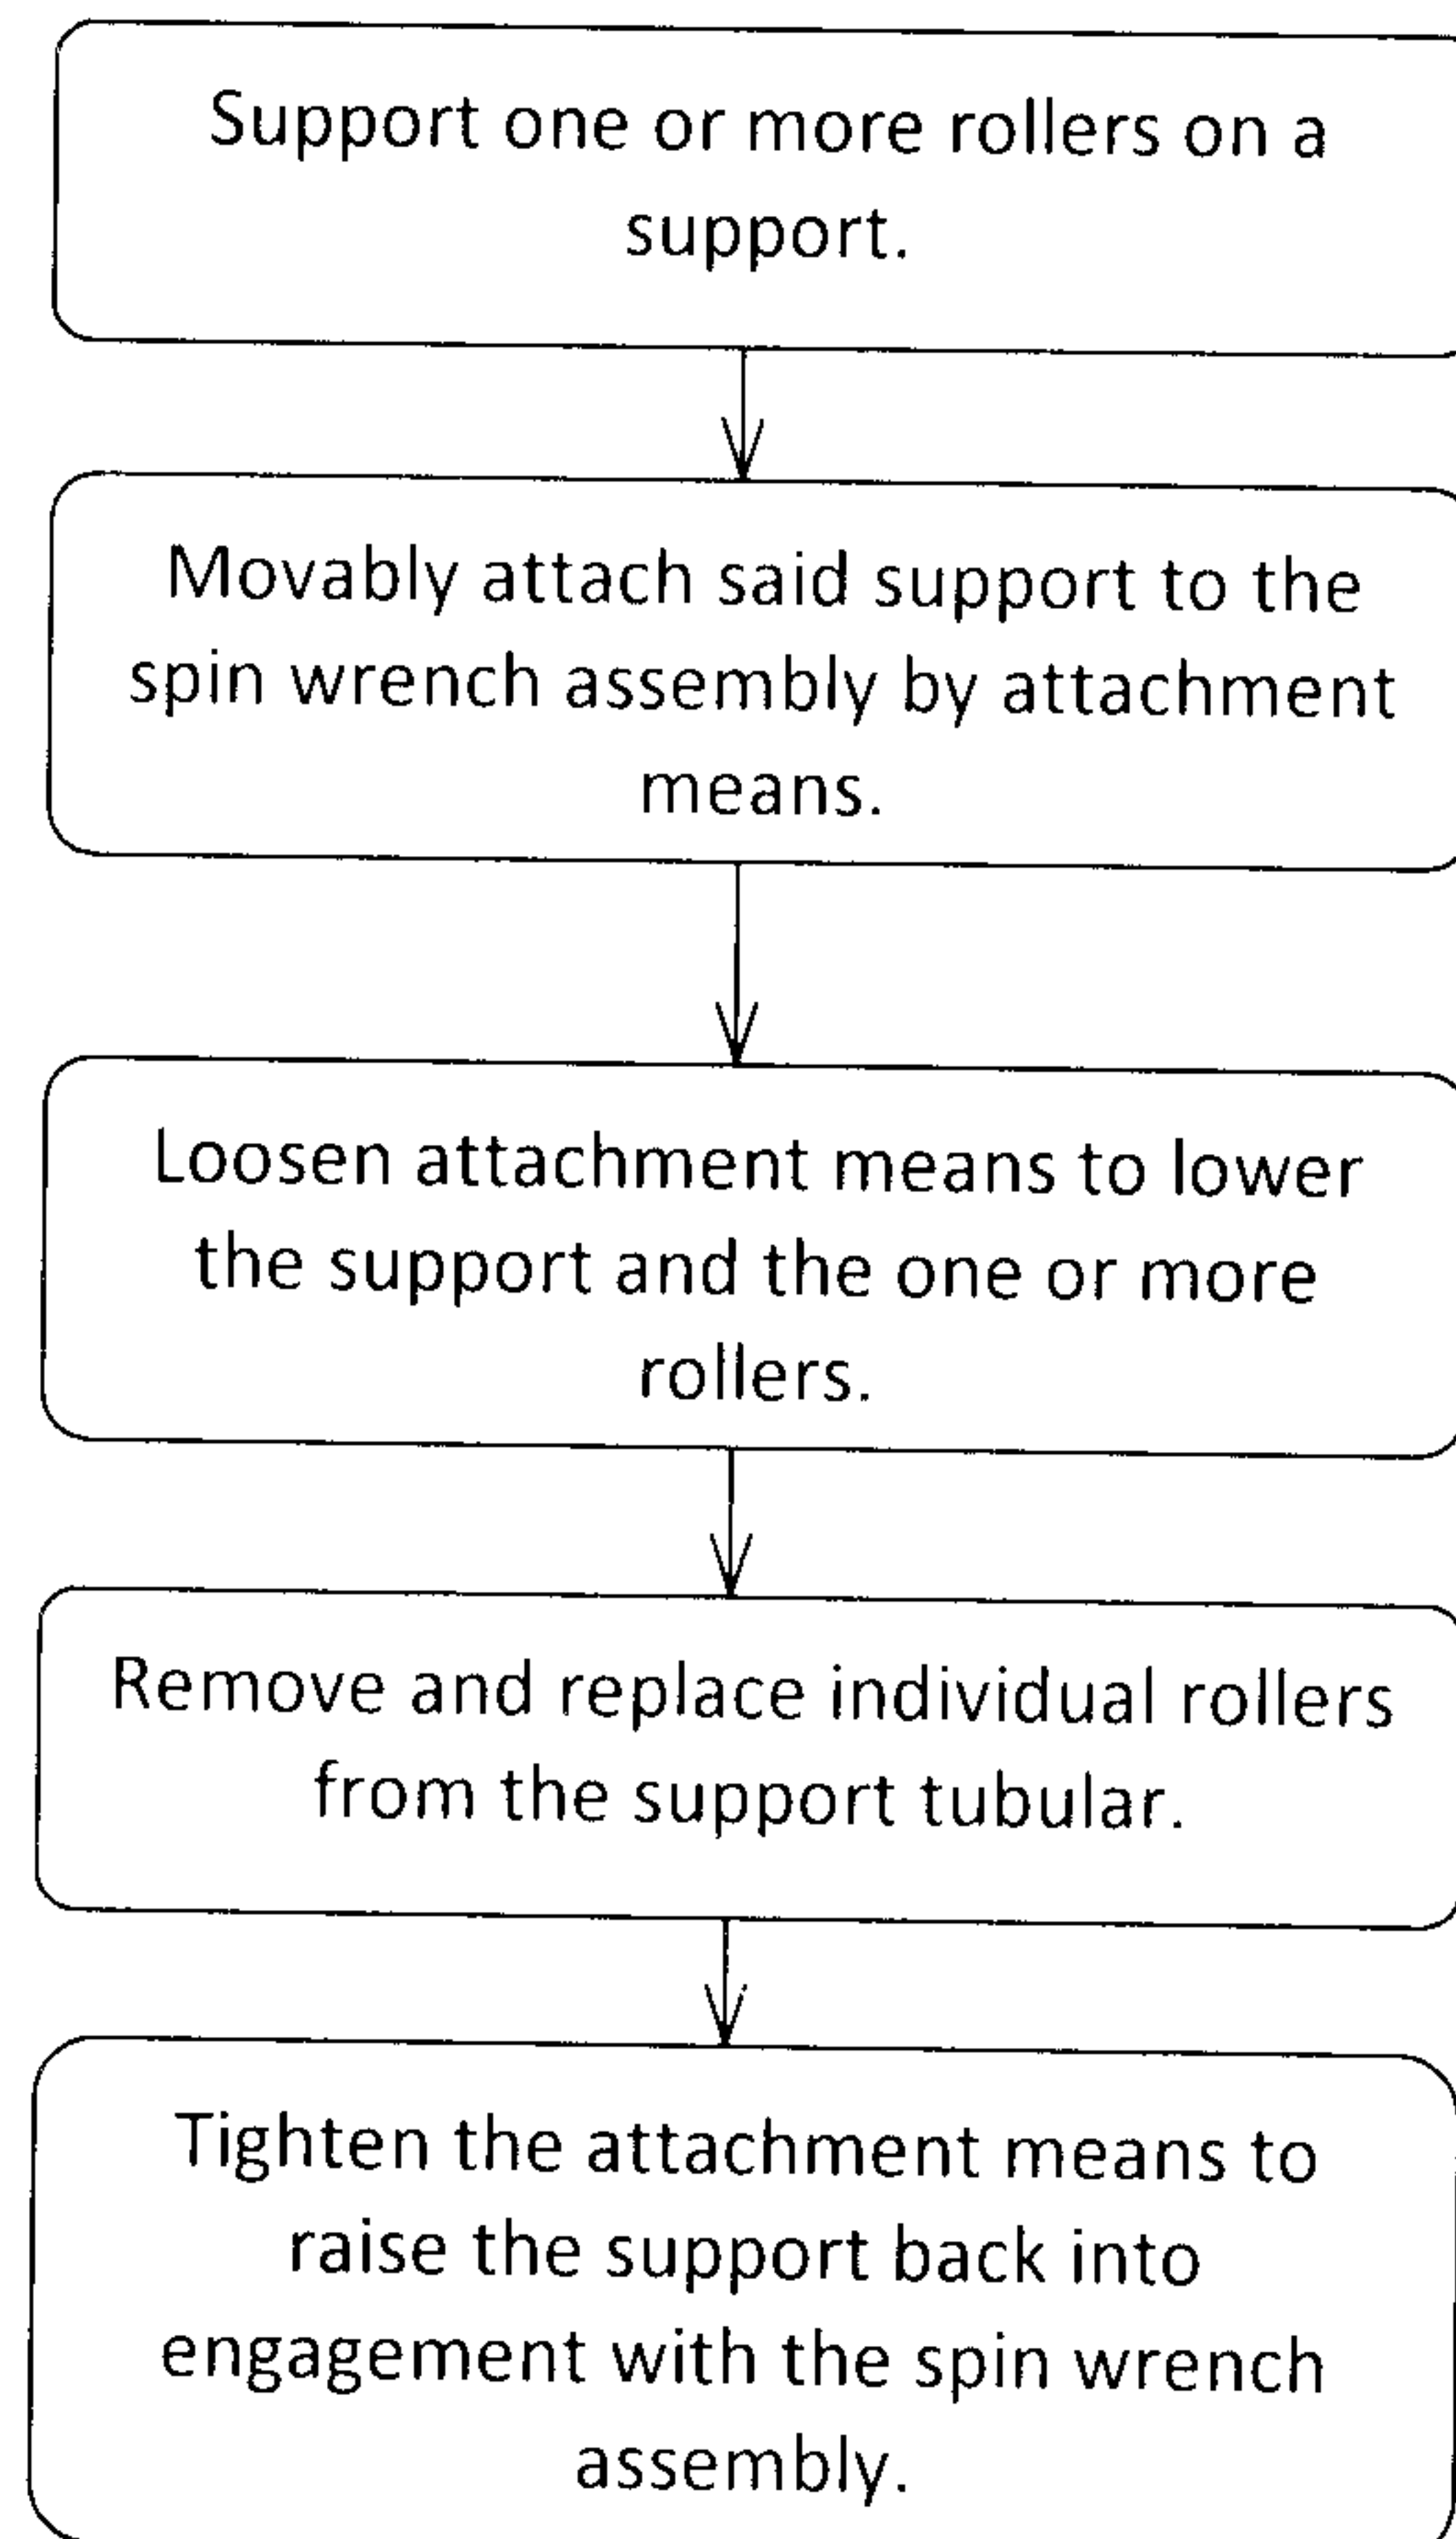 Support one or more rollers on a
support.
Movably attach said support to the
spin wrench assembly by attachment
means.
Loosen attachment means to lower
the support and the one or more
rollers.
Remove and replace individual rollers
from the support tubular.
Tighten the attachment means to
raise the support back into
engagement with the spin wrench
assembly.